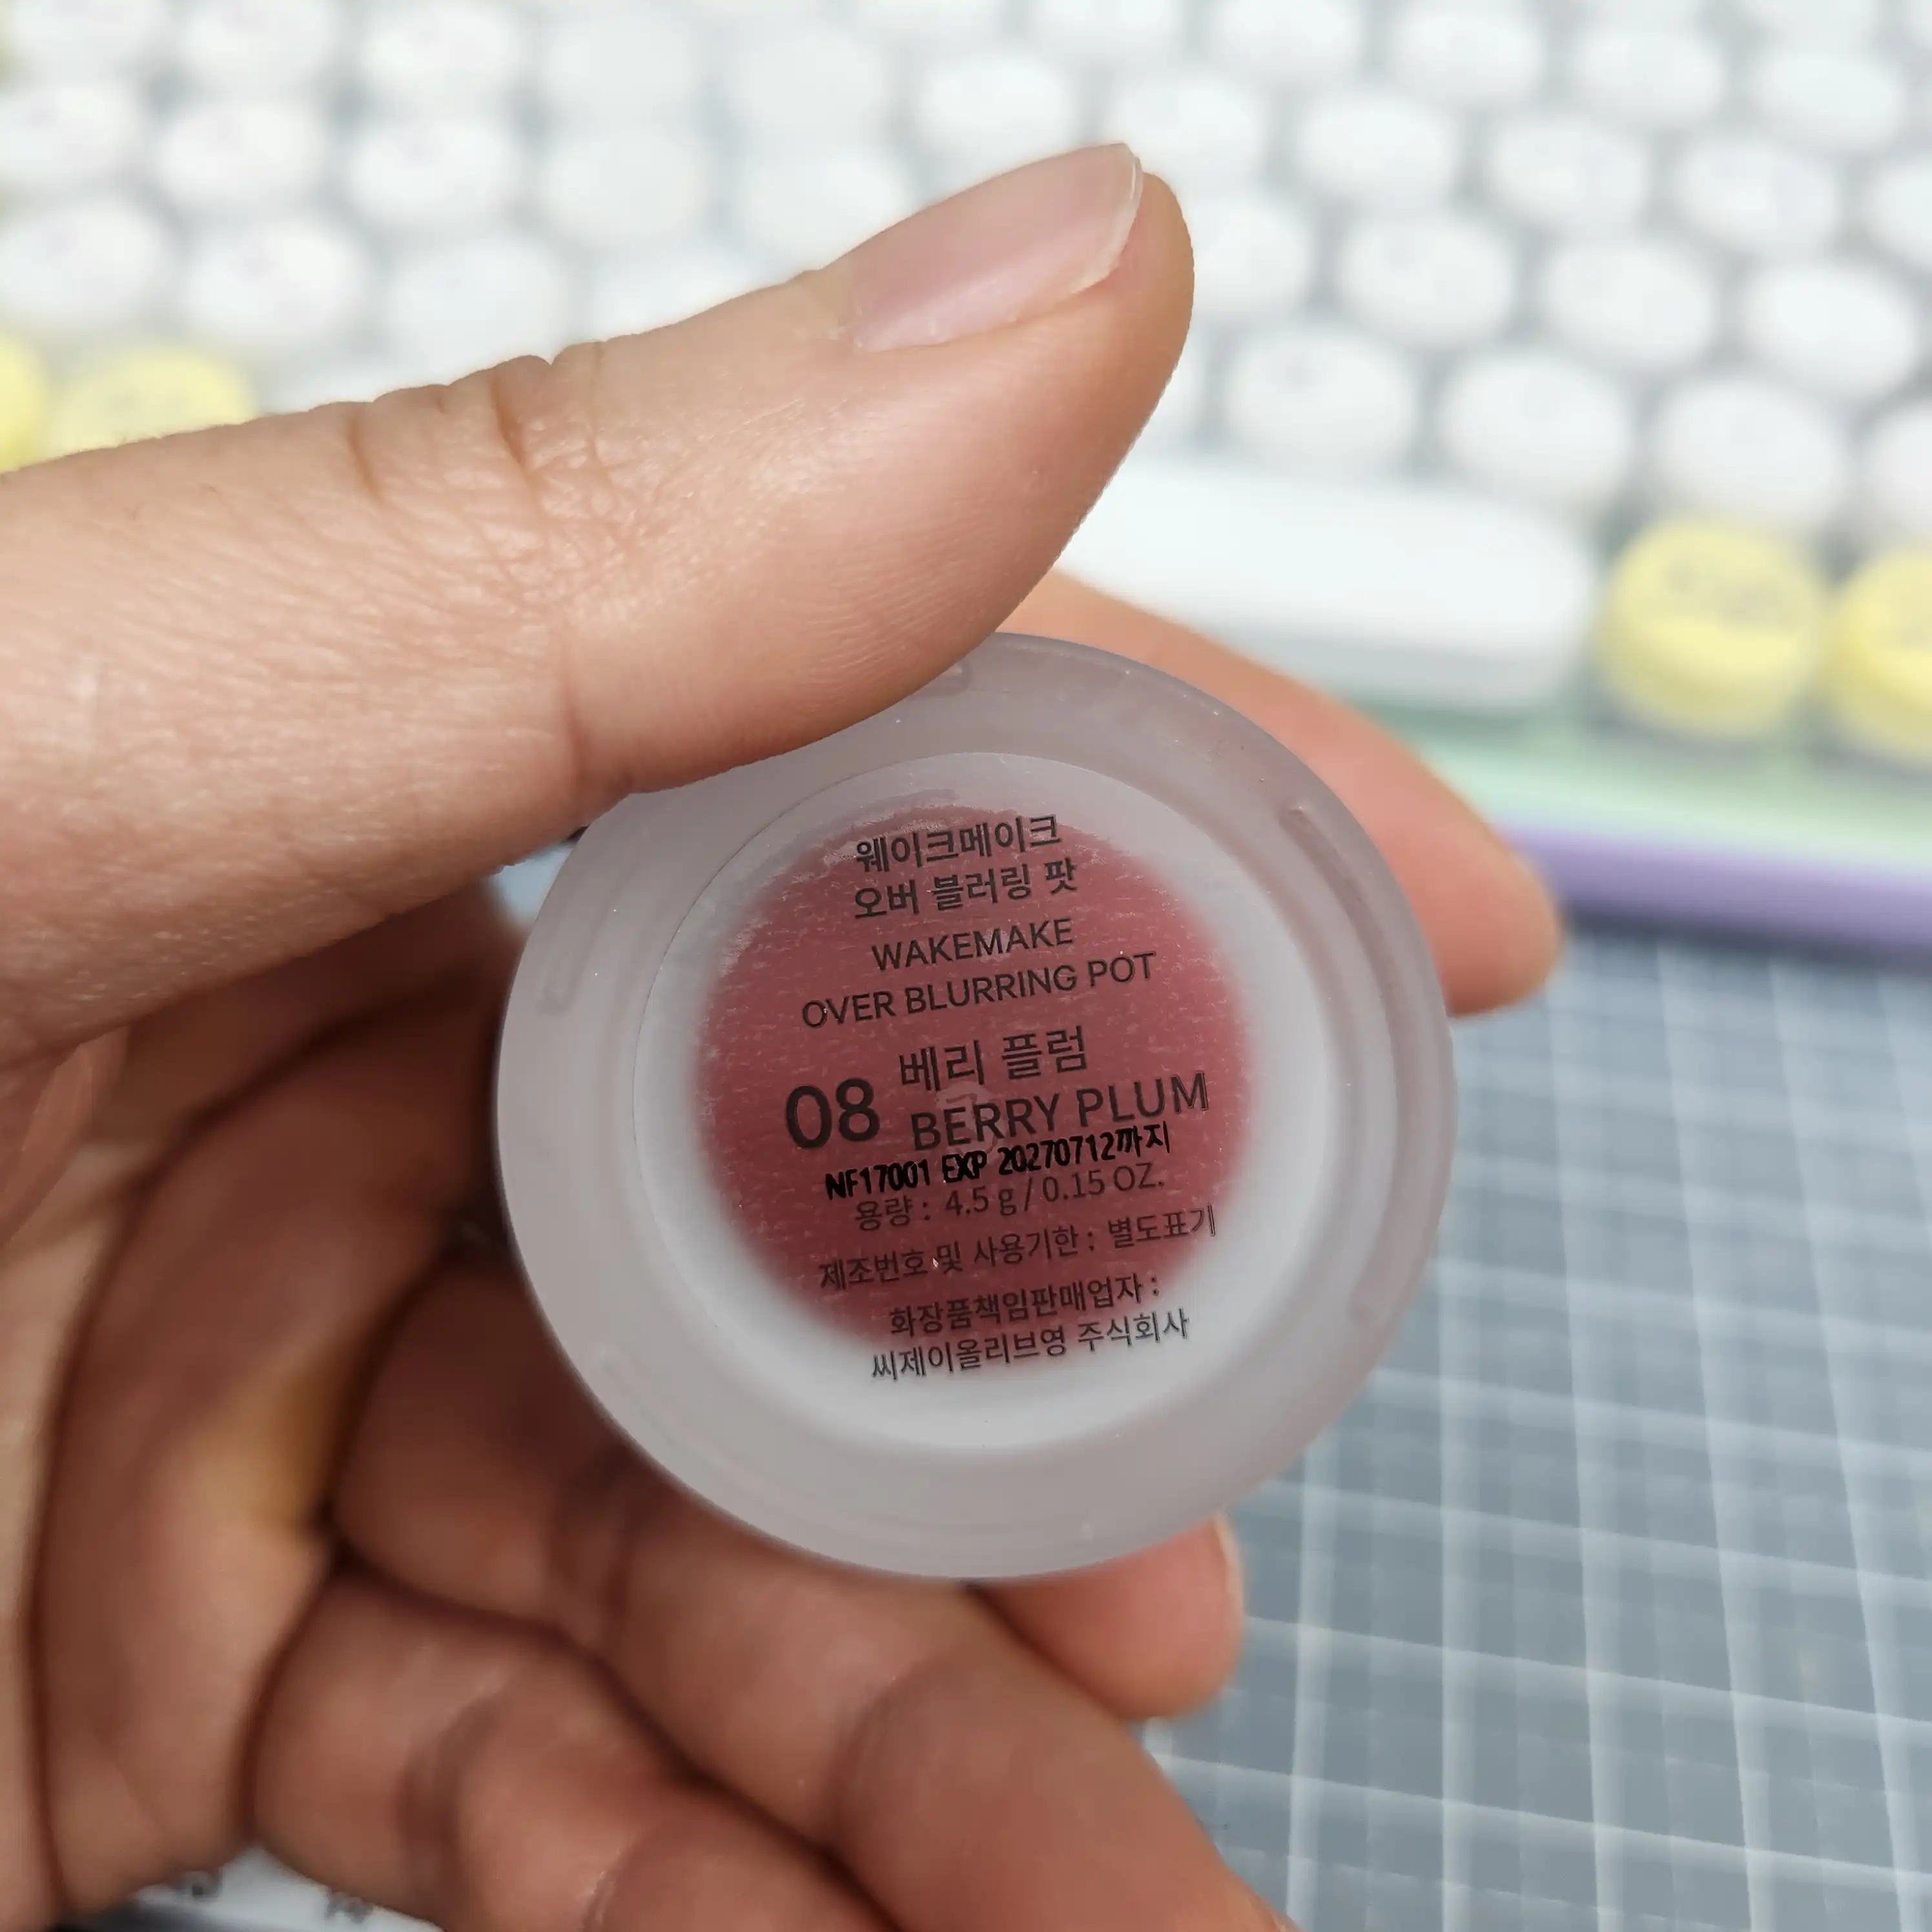 웨이크메이크
오버 블러링 팟
WAKEMAKE
OVER BLURRING POT
베리 플럼
08 BERRY PLUM
NF17001 EXP 20270712까지
용량 : 4.5 g / 0.15 OZ.
제조번호 및 사용기한 : 별도표기
화장품책임판매업자 :
씨제이올리브영 주식회사